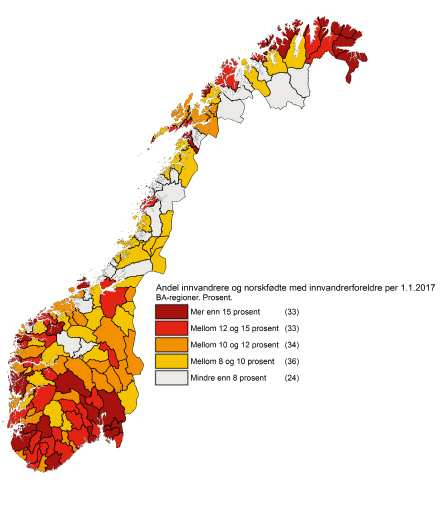 Andel innvandrere og norskfødte med innvandrerforeldre per 1.1.2017
BA-regioner. Prosent.
Mer enn 15 prosent (33)
Mellom 12 og 15 prosent (33)
Mellom 10 og 12 prosent (34)
Mellom 8 og 10 prosent (36)
Mindre enn 8 prosent (24)